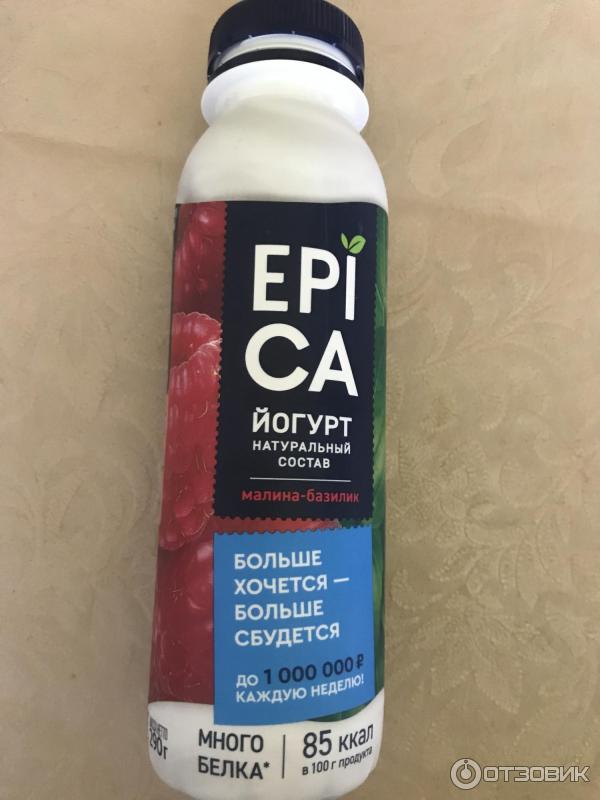 EPI
CA
ЙОГУРТ
НАТУРАЛЬНЫЙ
СОСТАВ
малина-базилик
БОЛЬШЕ
ХОЧЕТСЯ —
БОЛЬШЕ
СБУДЕТСЯ
ДО 1 000 000 ₽
КАЖДУЮ НЕДЕЛЮ!
290 г
МНОГО
БЕЛКА*
85 ккал
в 100 г продукта
ОТЗОВИК